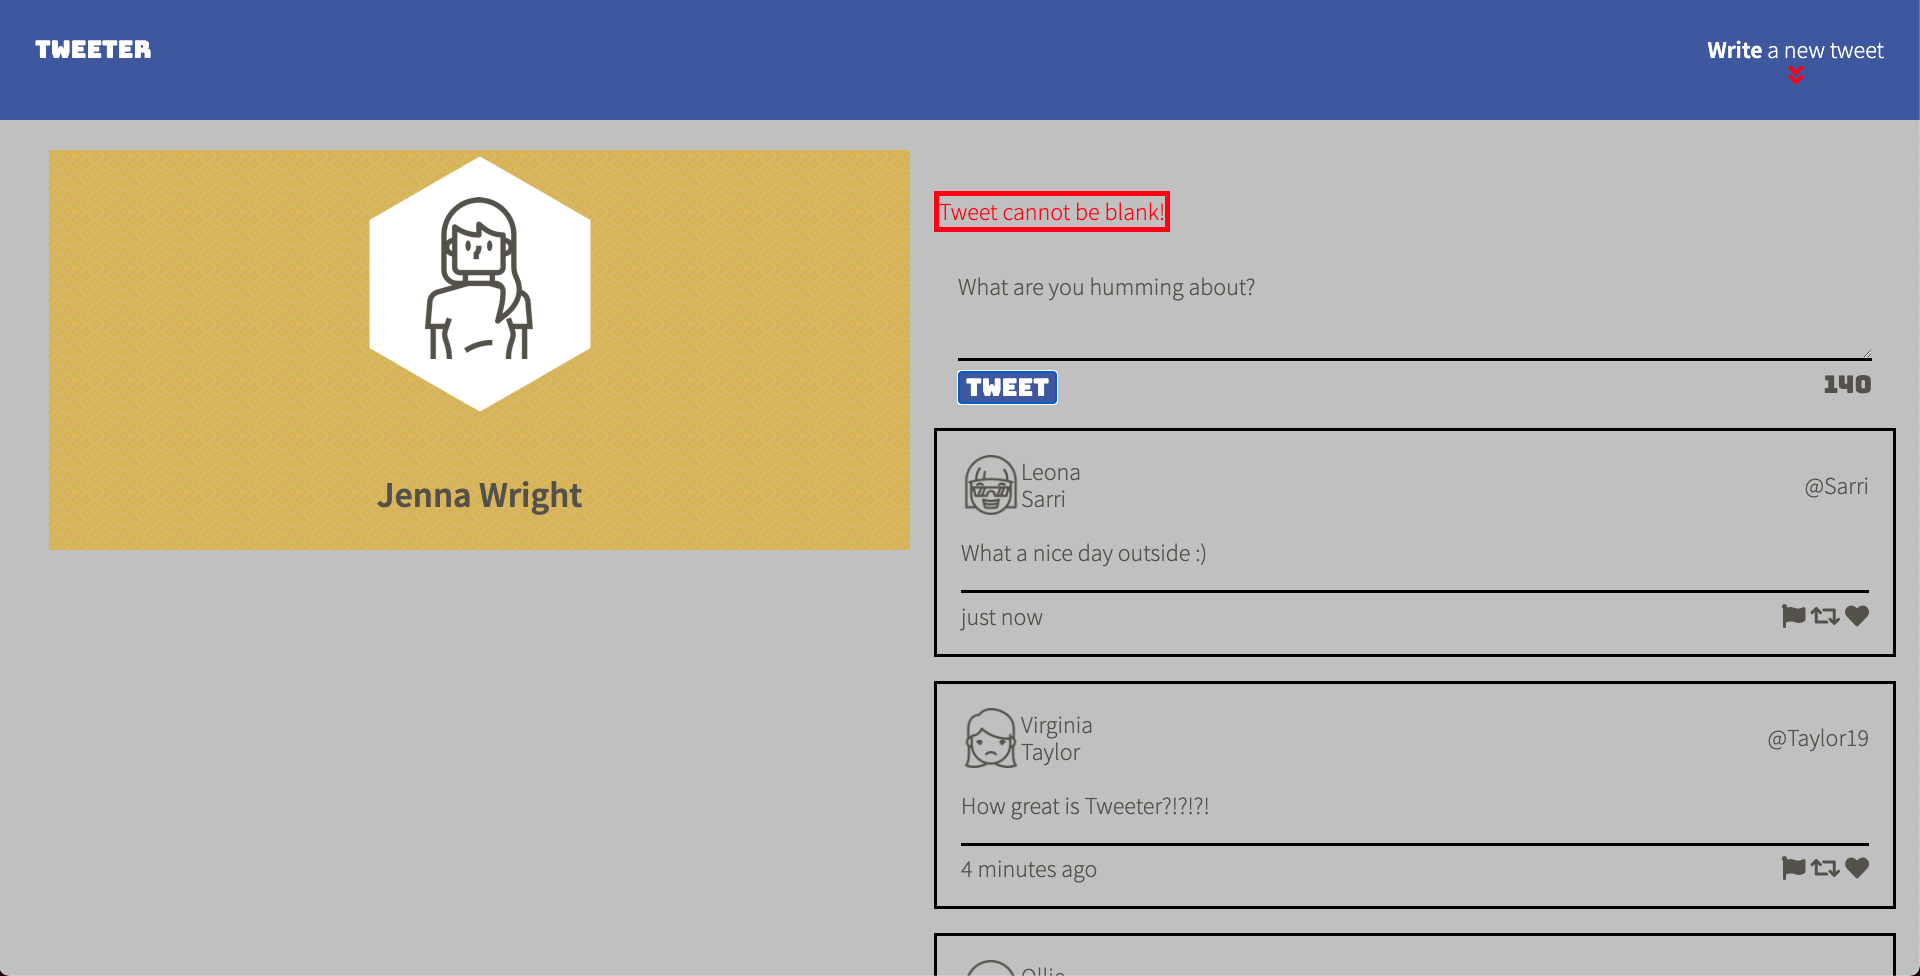 TWEETER
Write a new tweet
Jenna Wright
Tweet cannot be blank!
What are you humming about?
TWEET
140
Leona
Sarri
@Sarri
What a nice day outside :)
just now
Virginia
Taylor
@Taylor19
How great is Tweeter?!?!?!
4 minutes ago
Ollie